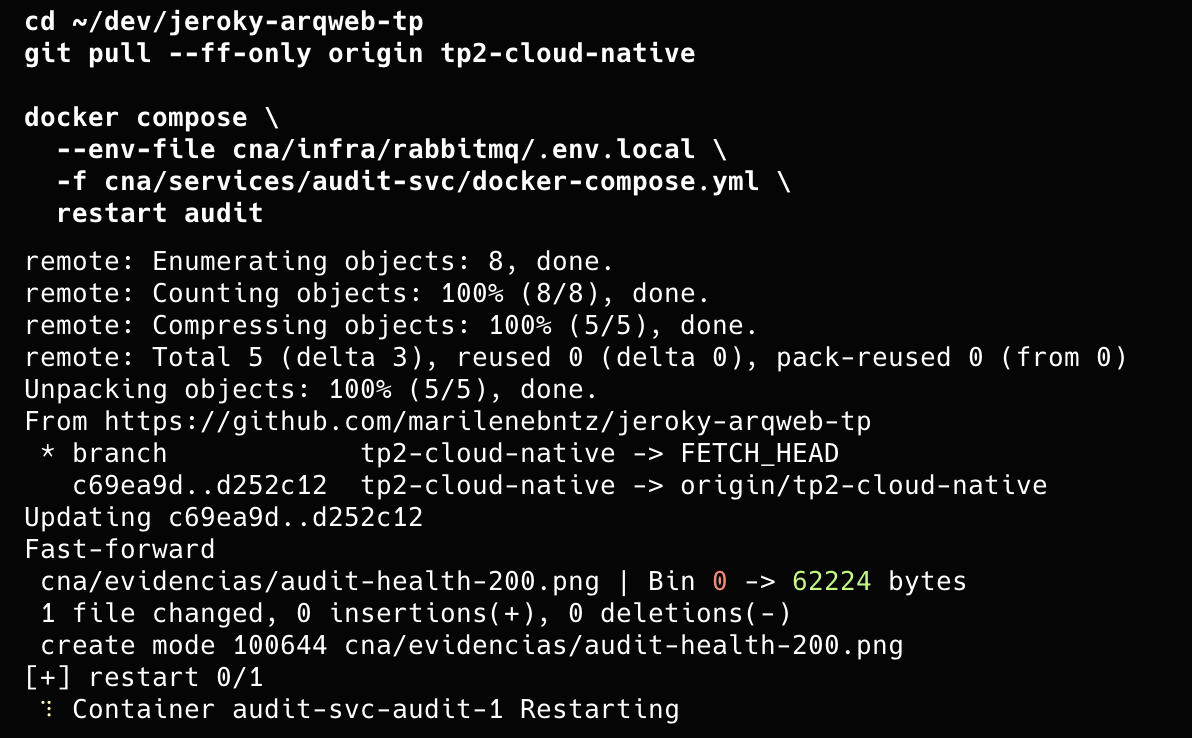 cd ~/dev/jeroky-arqweb-tp
git pull --ff-only origin tp2-cloud-native
docker compose \
  --env-file cna/infra/rabbitmq/.env.local \
  -f cna/services/audit-svc/docker-compose.yml \
  restart audit
remote: Enumerating objects: 8, done.
remote: Counting objects: 100% (8/8), done.
remote: Compressing objects: 100% (5/5), done.
remote: Total 5 (delta 3), reused 0 (delta 0), pack-reused 0 (from 0)
Unpacking objects: 100% (5/5), done.
From https://github.com/marilenebntz/jeroky-arqweb-tp
 * branch            tp2-cloud-native -> FETCH_HEAD
   c69ea9d..d252c12  tp2-cloud-native -> origin/tp2-cloud-native
Updating c69ea9d..d252c12
Fast-forward
 cna/evidencias/audit-health-200.png | Bin 0 -> 62224 bytes
 1 file changed, 0 insertions(+), 0 deletions(-)
 create mode 100644 cna/evidencias/audit-health-200.png
[+] restart 0/1
 ⠹ Container audit-svc-audit-1 Restarting